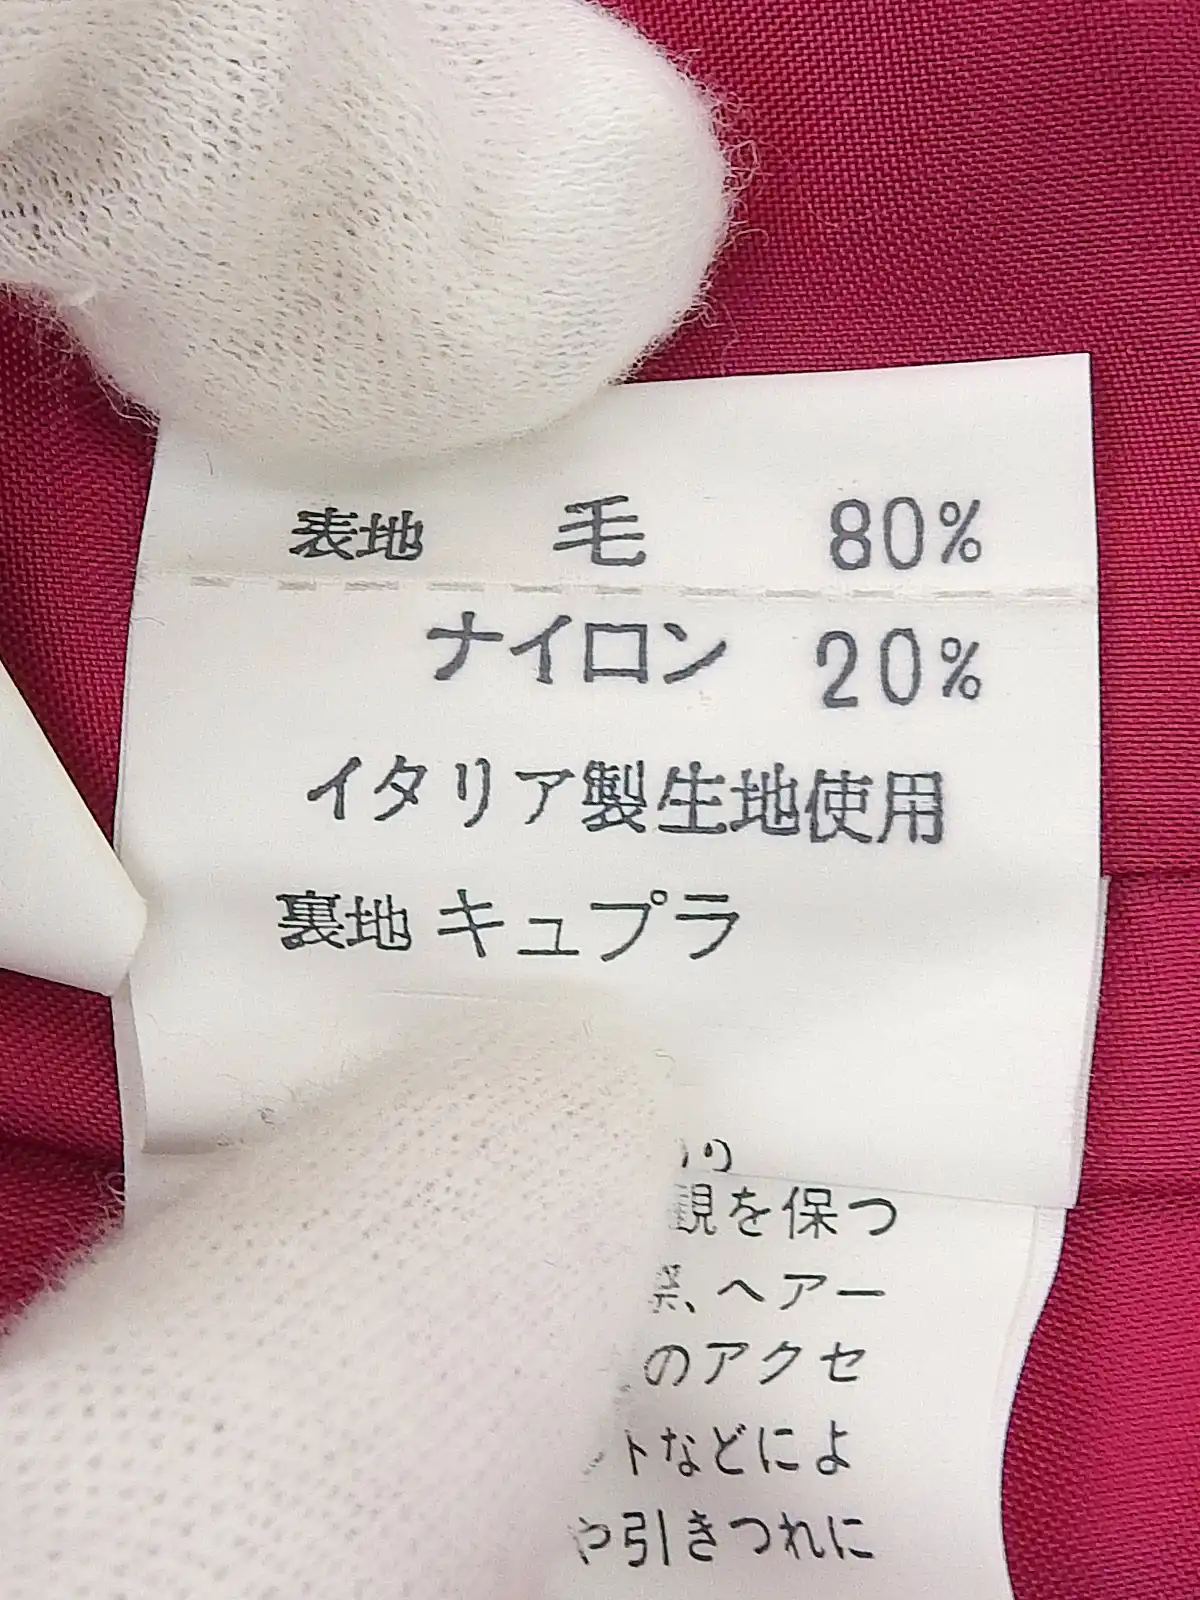 表地 毛 80%
ナイロン 20%
イタリア製生地使用
裏地 キュプラ
観を保つ
ヘアー
のアクセ
トなどによ
や引きつれに